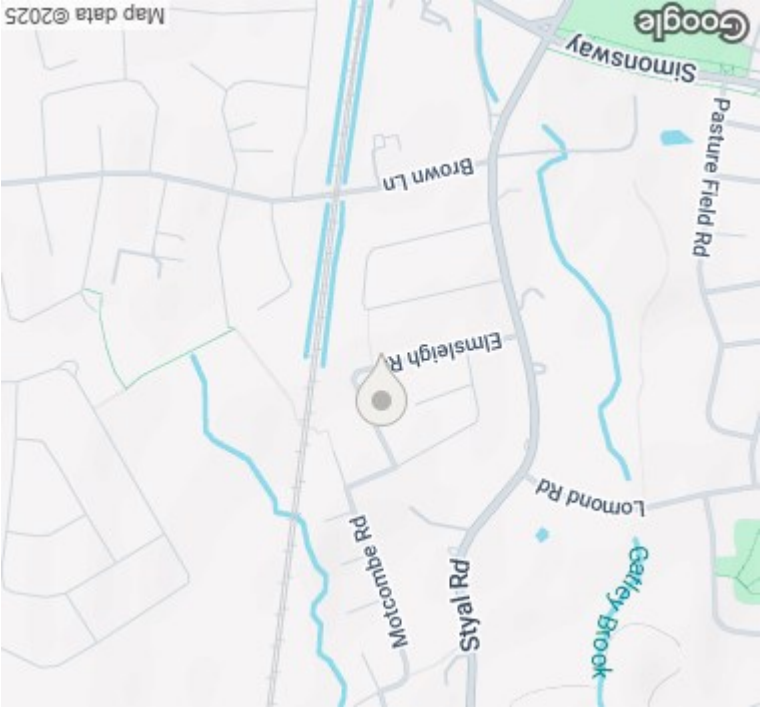 Map data ©2025
Google
Simonsway
Pasture Field Rd
Brown Ln
Elmsleigh R
Lomond Rd
Motcombe Rd
Styal Rd
Gatley Brook